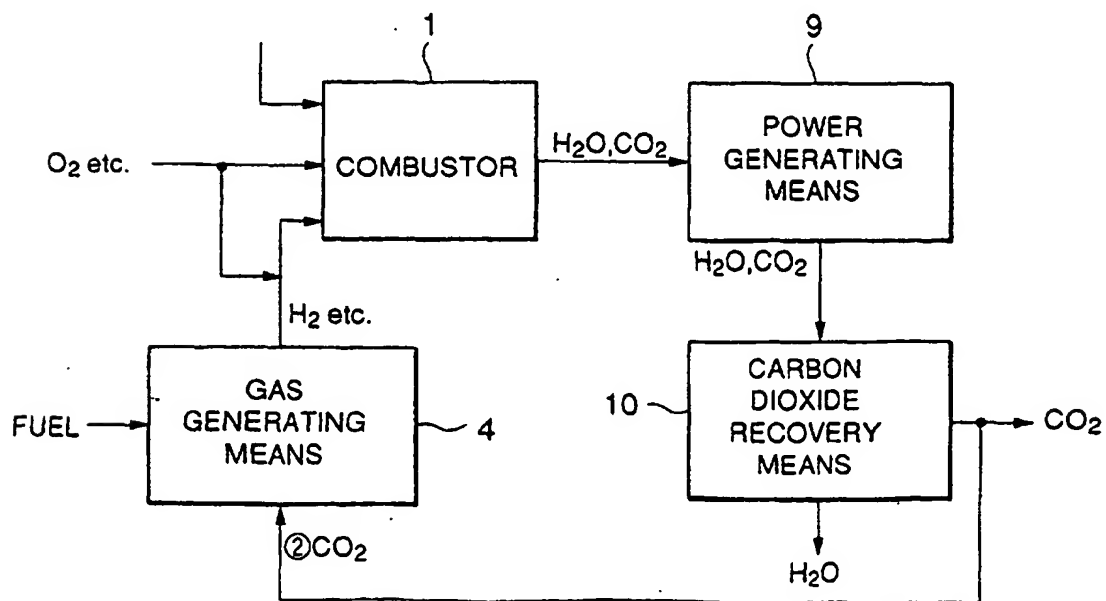 1
9
O₂ etc.
COMBUSTOR
H₂O,CO₂
POWER
GENERATING
MEANS
H₂O,CO₂
H₂ etc.
FUEL
GAS
GENERATING
MEANS
4
10
CARBON
DIOXIDE
RECOVERY
MEANS
CO₂
②CO₂
H₂O